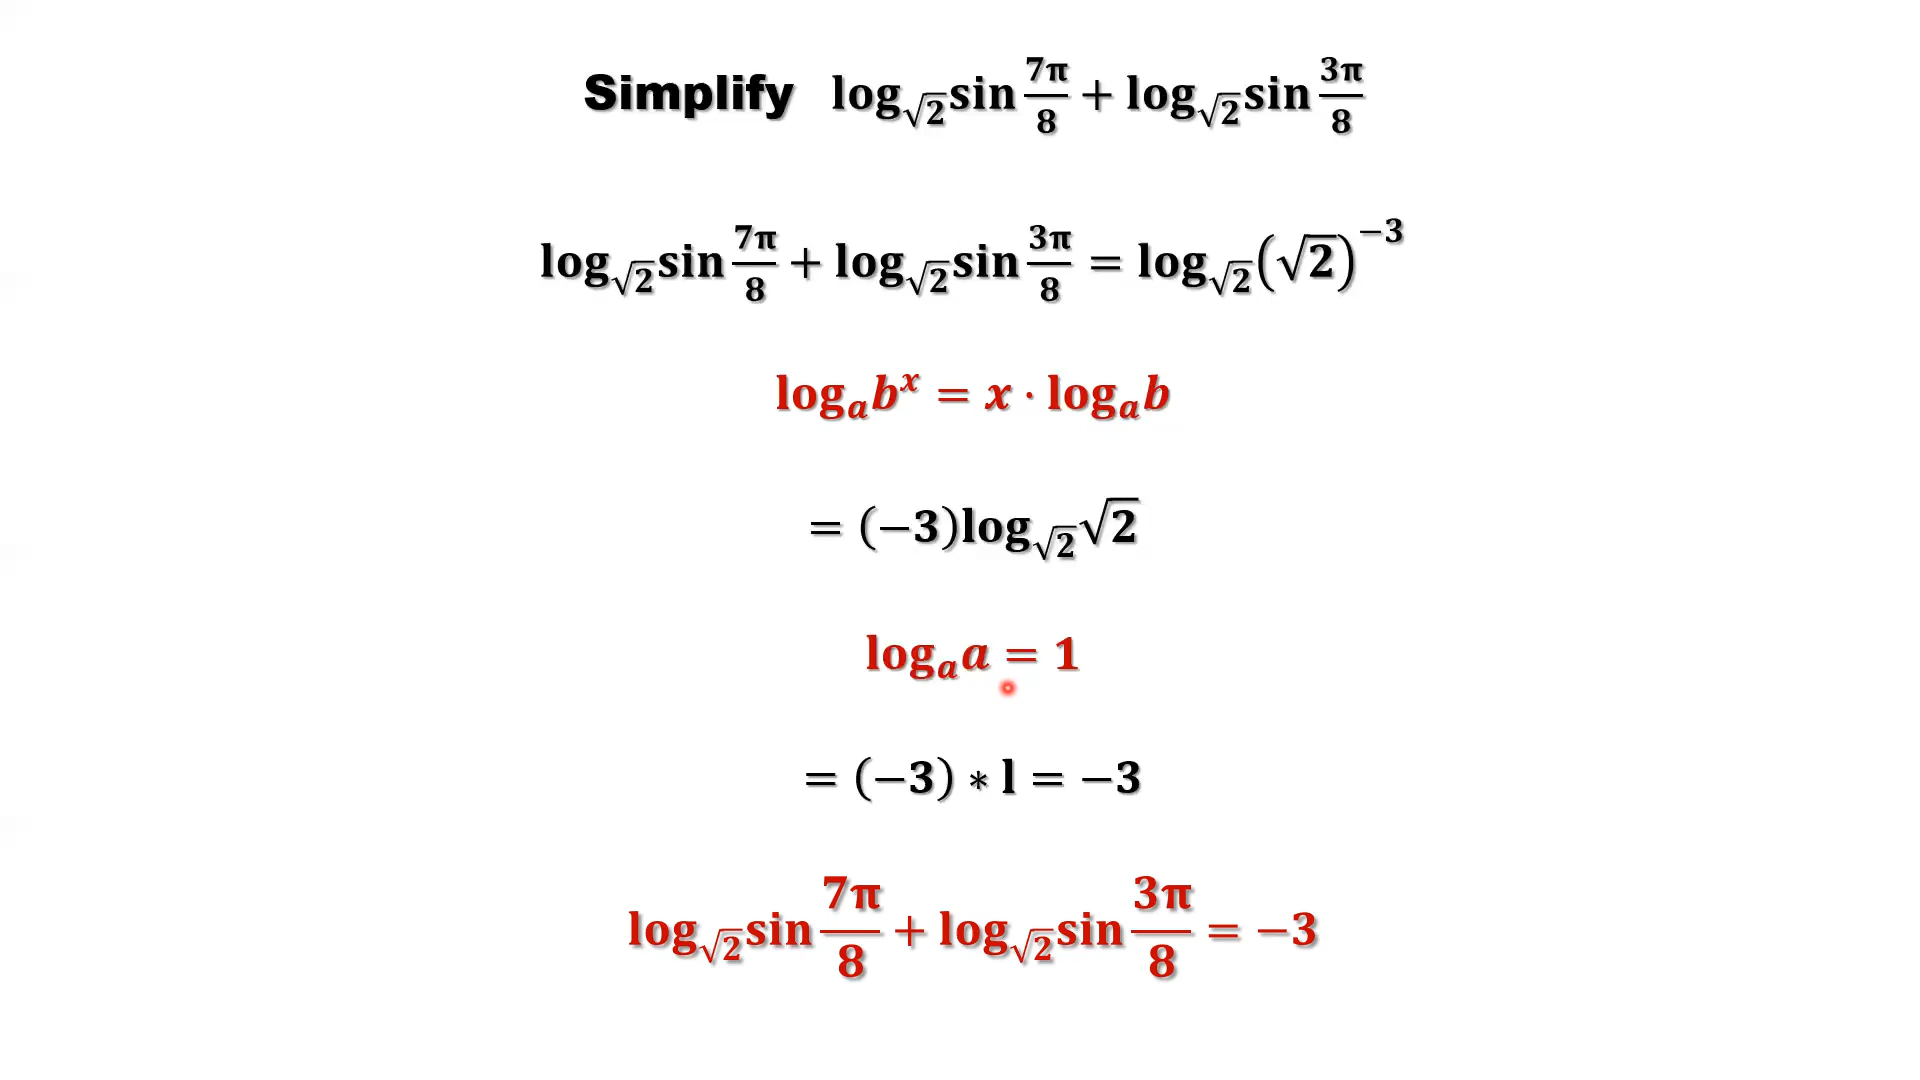 Simplify log_√2 sin 7π/8 + log_√2 sin 3π/8
log_√2 sin 7π/8 + log_√2 sin 3π/8 = log_√2 (√2)^−3
log_a b^x = x · log_a b
= (−3)log_√2 √2
log_a a = 1
= (−3) ∗ l = −3
log_√2 sin 7π/8 + log_√2 sin 3π/8 = −3